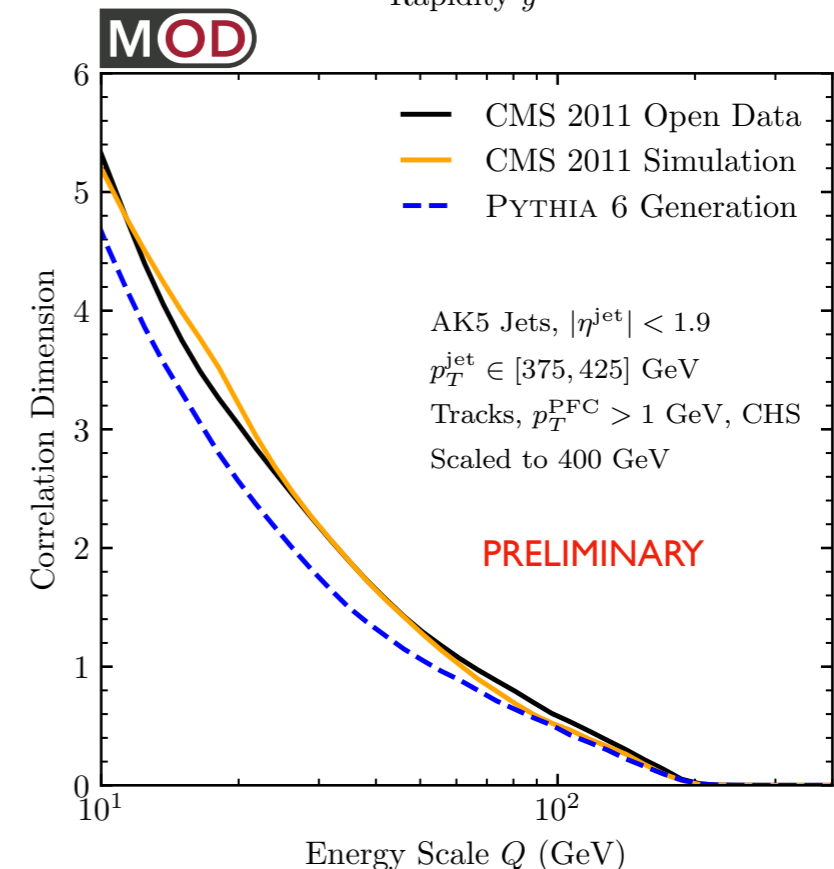 Rapidity y
MOD
6
5
4
3
2
1
0
Correlation Dimension
CMS 2011 Open Data
CMS 2011 Simulation
PYTHIA 6 Generation
AK5 Jets, |η^jet| < 1.9
p_T^jet ∈ [375, 425] GeV
Tracks, p_T^PFC > 1 GeV, CHS
Scaled to 400 GeV
PRELIMINARY
10^1
10^2
Energy Scale Q (GeV)